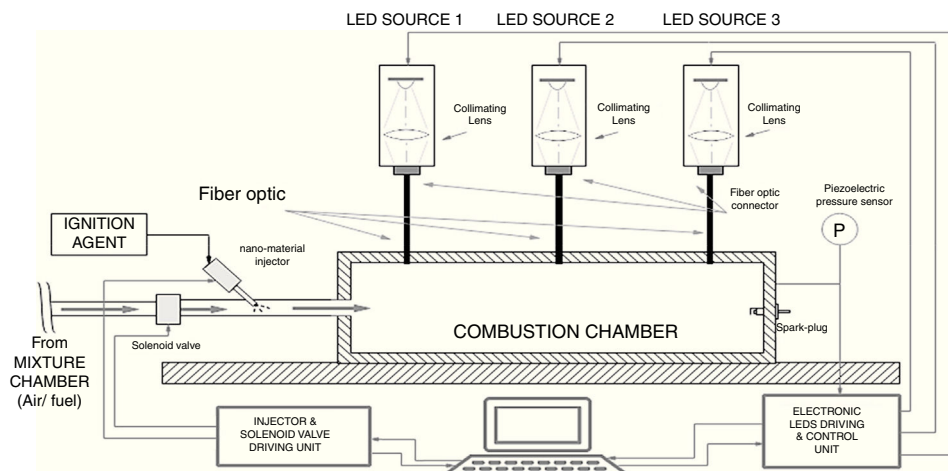 LED SOURCE 1
LED SOURCE 2
LED SOURCE 3
Collimating
Lens
Collimating
Lens
Collimating
Lens
Fiber optic
Fiber optic
connector
Piezoelectric
pressure sensor
P
IGNITION
AGENT
nano-material
injector
Solenoid valve
From
MIXTURE
CHAMBER
(Air/ fuel)
COMBUSTION CHAMBER
Spark-plug
INJECTOR &
SOLENOID VALVE
DRIVING UNIT
ELECTRONIC
LEDS DRIVING
& CONTROL
UNIT